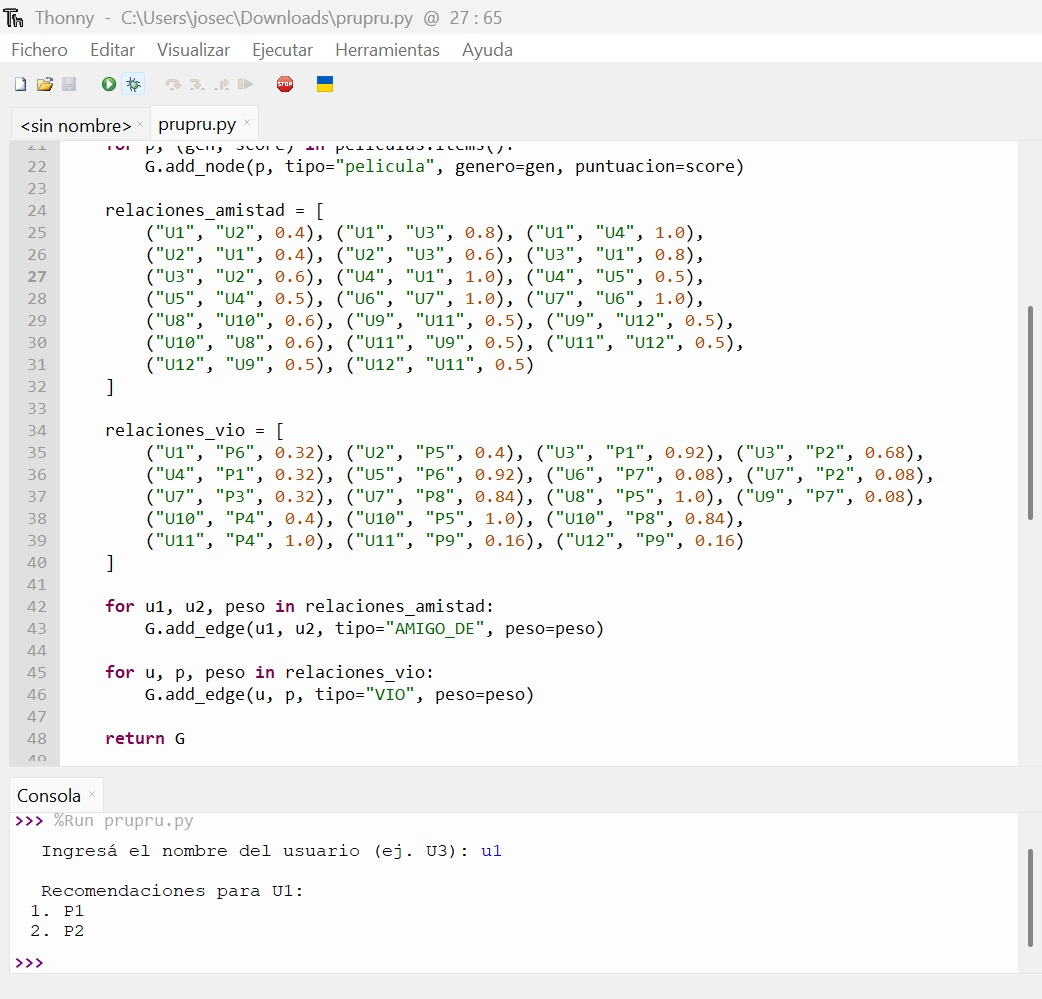 Thonny - C:\Users\josec\Downloads\prupru.py @ 27 : 65
Fichero Editar Visualizar Ejecutar Herramientas Ayuda
STOP
<sin nombre> × prupru.py ×
21 for p, (gen, score) in peliculas.items():
22 G.add_node(p, tipo="pelicula", genero=gen, puntuacion=score)
23
24 relaciones_amistad = [
25 ("U1", "U2", 0.4), ("U1", "U3", 0.8), ("U1", "U4", 1.0),
26 ("U2", "U1", 0.4), ("U2", "U3", 0.6), ("U3", "U1", 0.8),
27 ("U3", "U2", 0.6), ("U4", "U1", 1.0), ("U4", "U5", 0.5),
28 ("U5", "U4", 0.5), ("U6", "U7", 1.0), ("U7", "U6", 1.0),
29 ("U8", "U10", 0.6), ("U9", "U11", 0.5), ("U9", "U12", 0.5),
30 ("U10", "U8", 0.6), ("U11", "U9", 0.5), ("U11", "U12", 0.5),
31 ("U12", "U9", 0.5), ("U12", "U11", 0.5)
32 ]
33
34 relaciones_vio = [
35 ("U1", "P6", 0.32), ("U2", "P5", 0.4), ("U3", "P1", 0.92), ("U3", "P2", 0.68),
36 ("U4", "P1", 0.32), ("U5", "P6", 0.92), ("U6", "P7", 0.08), ("U7", "P2", 0.08),
37 ("U7", "P3", 0.32), ("U7", "P8", 0.84), ("U8", "P5", 1.0), ("U9", "P7", 0.08),
38 ("U10", "P4", 0.4), ("U10", "P5", 1.0), ("U10", "P8", 0.84),
39 ("U11", "P4", 1.0), ("U11", "P9", 0.16), ("U12", "P9", 0.16)
40 ]
41
42 for u1, u2, peso in relaciones_amistad:
43 G.add_edge(u1, u2, tipo="AMIGO_DE", peso=peso)
44
45 for u, p, peso in relaciones_vio:
46 G.add_edge(u, p, tipo="VIO", peso=peso)
47
48 return G
49
Consola ×
>>> %Run prupru.py
Ingresá el nombre del usuario (ej. U3): u1
Recomendaciones para U1:
1. P1
2. P2
>>>